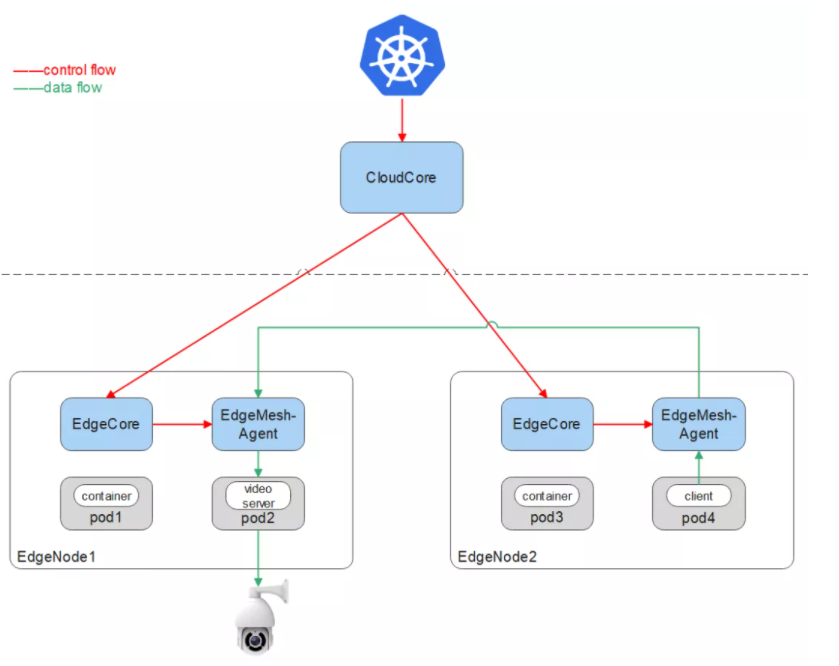 control flow
data flow
CloudCore
EdgeCore
EdgeMesh-
Agent
container
pod1
video
server
pod2
EdgeNode1
EdgeCore
EdgeMesh-
Agent
container
pod3
client
pod4
EdgeNode2